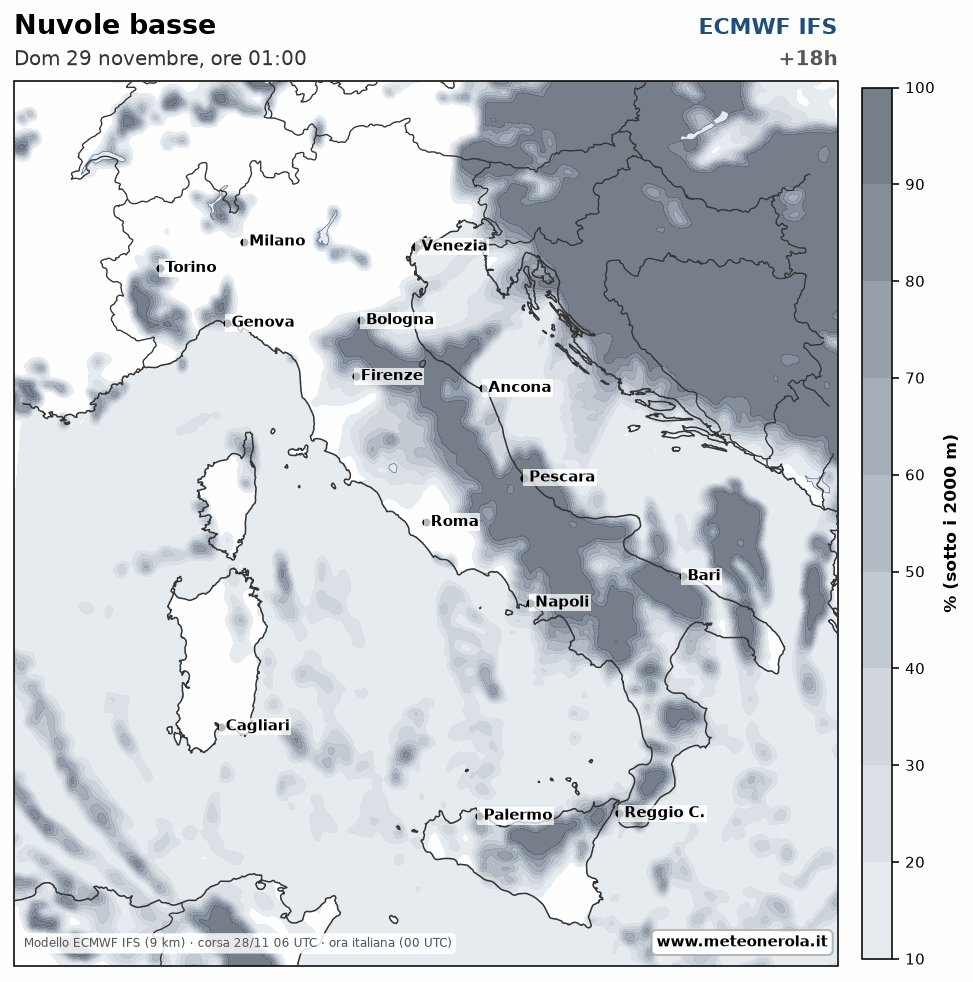 Nuvole basse
ECMWF IFS
Dom 29 novembre, ore 01:00
+18h
Milano
Venezia
Torino
Genova
Bologna
Firenze
Ancona
Pescara
Roma
Bari
Napoli
Cagliari
Palermo
Reggio C.
100
90
80
70
60
50
40
30
20
10
% (sotto i 2000 m)
Modello ECMWF IFS (9 km) · corsa 28/11 06 UTC · ora italiana (00 UTC)
www.meteonerola.it